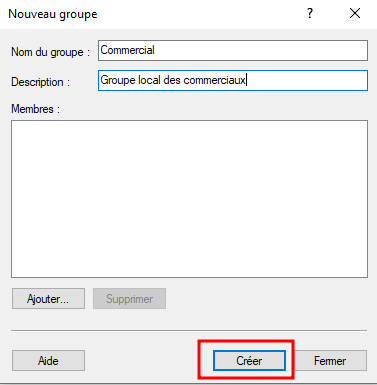 Nouveau groupe
Nom du groupe : Commercial
Description : Groupe local des commerciaux
Membres :
Ajouter... Supprimer
Aide Créer Fermer